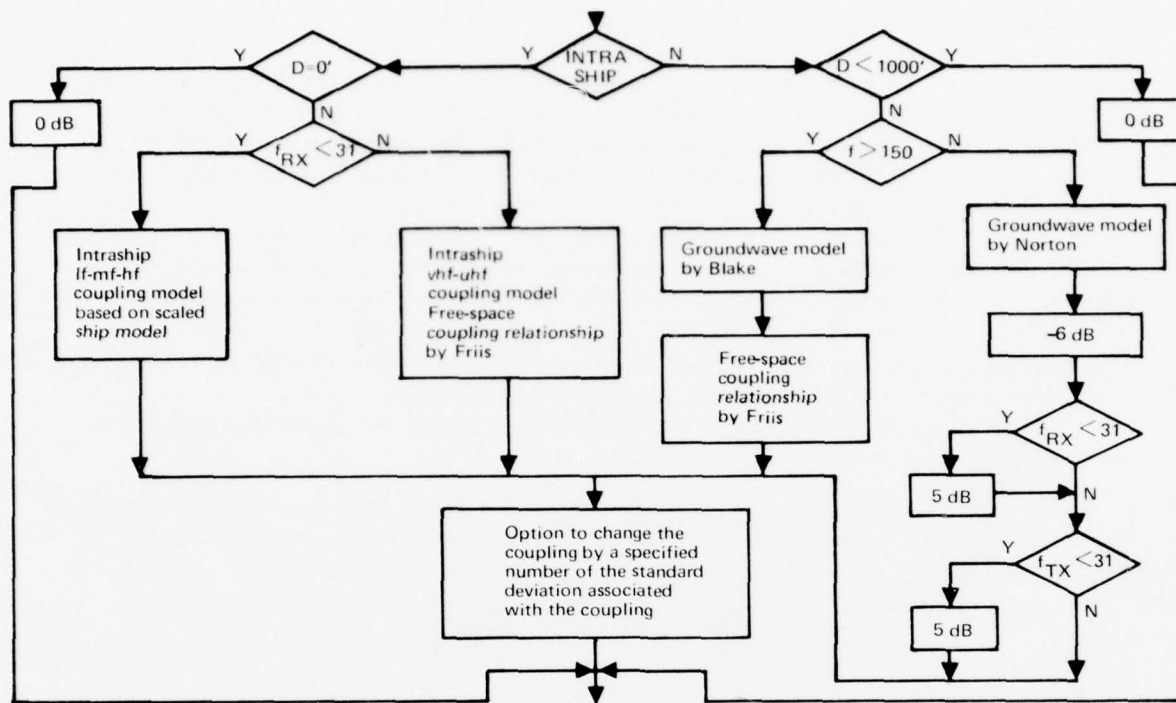 INTRA
SHIP
Y
N
D=0'
Y
N
0 dB
f RX <31
Y
N
Intraship
lf-mf-hf
coupling model
based on scaled
ship model
Intraship
vhf-uhf
coupling model
Free-space
coupling relationship
by Friis
D < 1000'
Y
N
0 dB
f > 150
Y
N
Groundwave model
by Blake
Free-space
coupling
relationship
by Friis
Groundwave model
by Norton
–6 dB
f RX <31
Y
N
5 dB
f TX <31
Y
N
5 dB
Option to change the
coupling by a specified
number of the standard
deviation associated
with the coupling